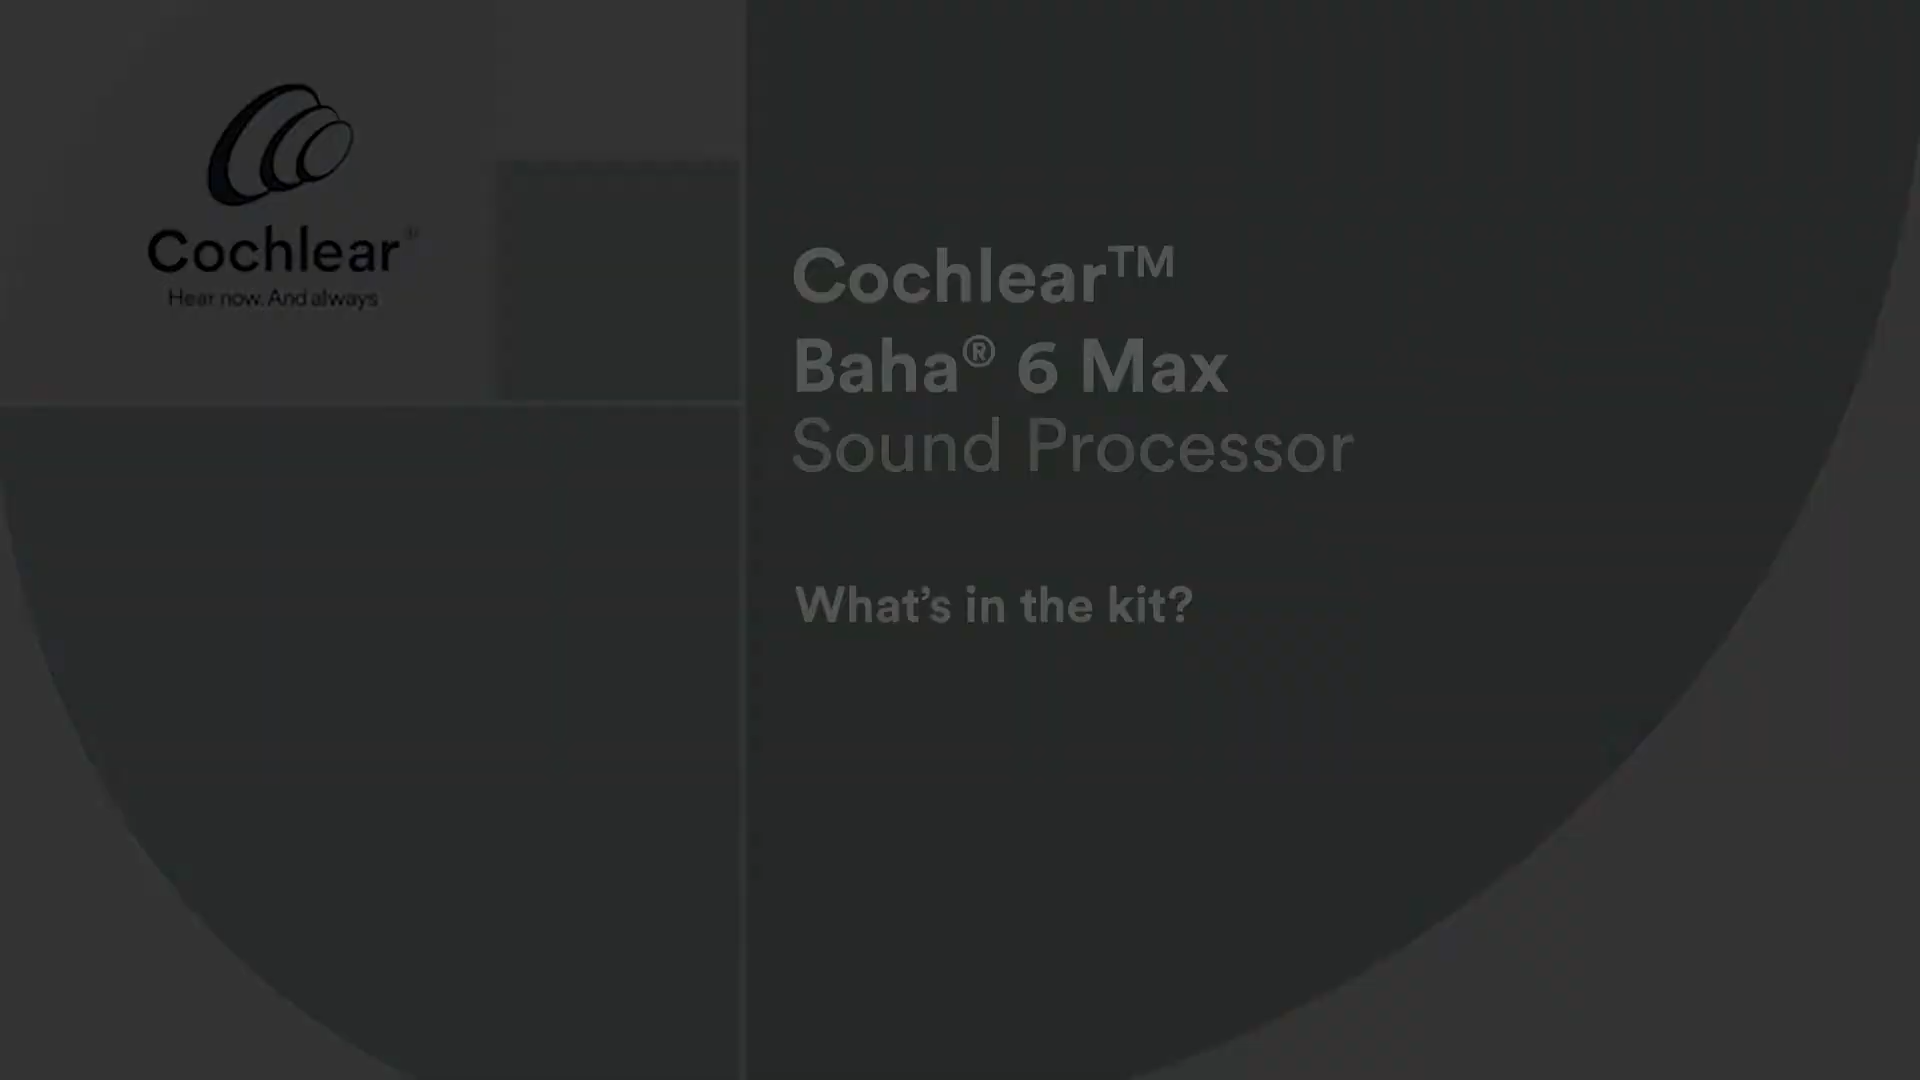 Cochlear®
Hear now. And always
Cochlear™
Baha® 6 Max
Sound Processor
What's in the kit?